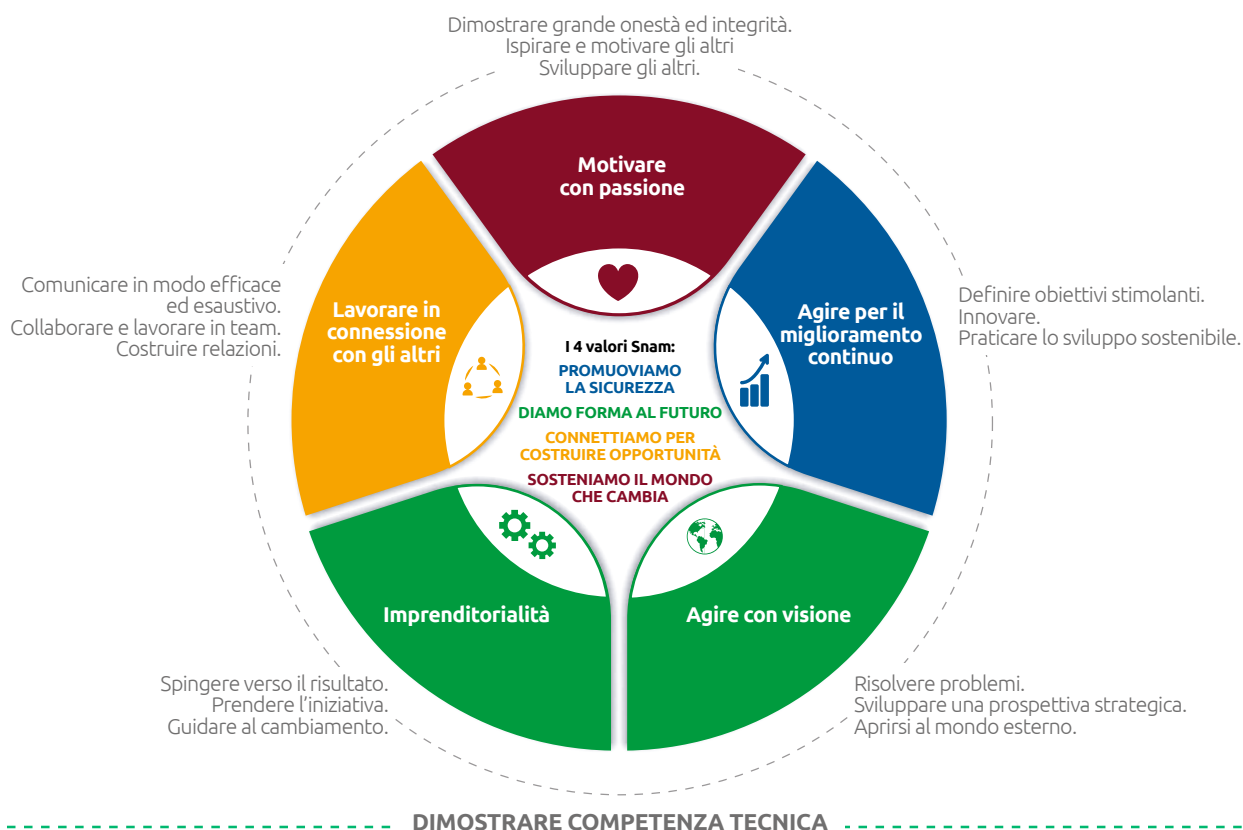 Dimostrare grande onestà ed integrità.
Ispirare e motivare gli altri
Sviluppare gli altri.
Motivare
con passione
Comunicare in modo efficace
ed esaustivo.
Collaborare e lavorare in team.
Costruire relazioni.
Lavorare in
connessione
con gli altri
Agire per il
miglioramento
continuo
Definire obiettivi stimolanti.
Innovare.
Praticare lo sviluppo sostenibile.
I 4 valori Snam:
PROMUOVIAMO
LA SICUREZZA
DIAMO FORMA AL FUTURO
CONNETTIAMO PER
COSTRUIRE OPPORTUNITÀ
SOSTENIAMO IL MONDO
CHE CAMBIA
Imprenditorialità
Agire con visione
Spingere verso il risultato.
Prendere l’iniziativa.
Guidare al cambiamento.
Risolvere problemi.
Sviluppare una prospettiva strategica.
Aprirsi al mondo esterno.
DIMOSTRARE COMPETENZA TECNICA